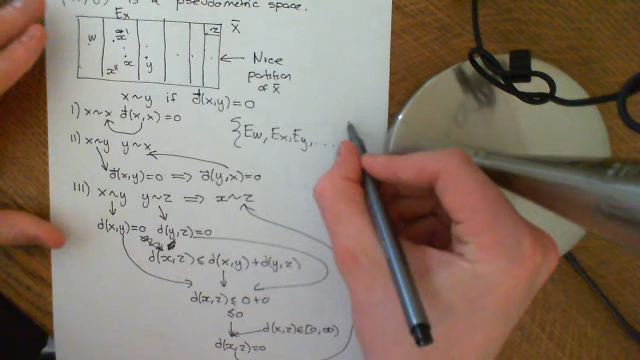 is a pseudometric space.
Ex
X̄
w x' z
x'' x y
← Nice partition of X̄
x~y if d(x,y)=0
I) x~x d(x,x)=0
{Ew, Ex, Ey, ...
II) x~y y~x
d(x,y)=0 ⟹ d(y,x)=0
III) x~y y~z ⟹ x~z
d(x,y)=0 d(y,z)=0
d(x,z) ≤ d(x,y)+d(y,z)
d(x,z) ≤ 0+0
≤0
d(x,z)∈[0,∞)
d(x,z)=0